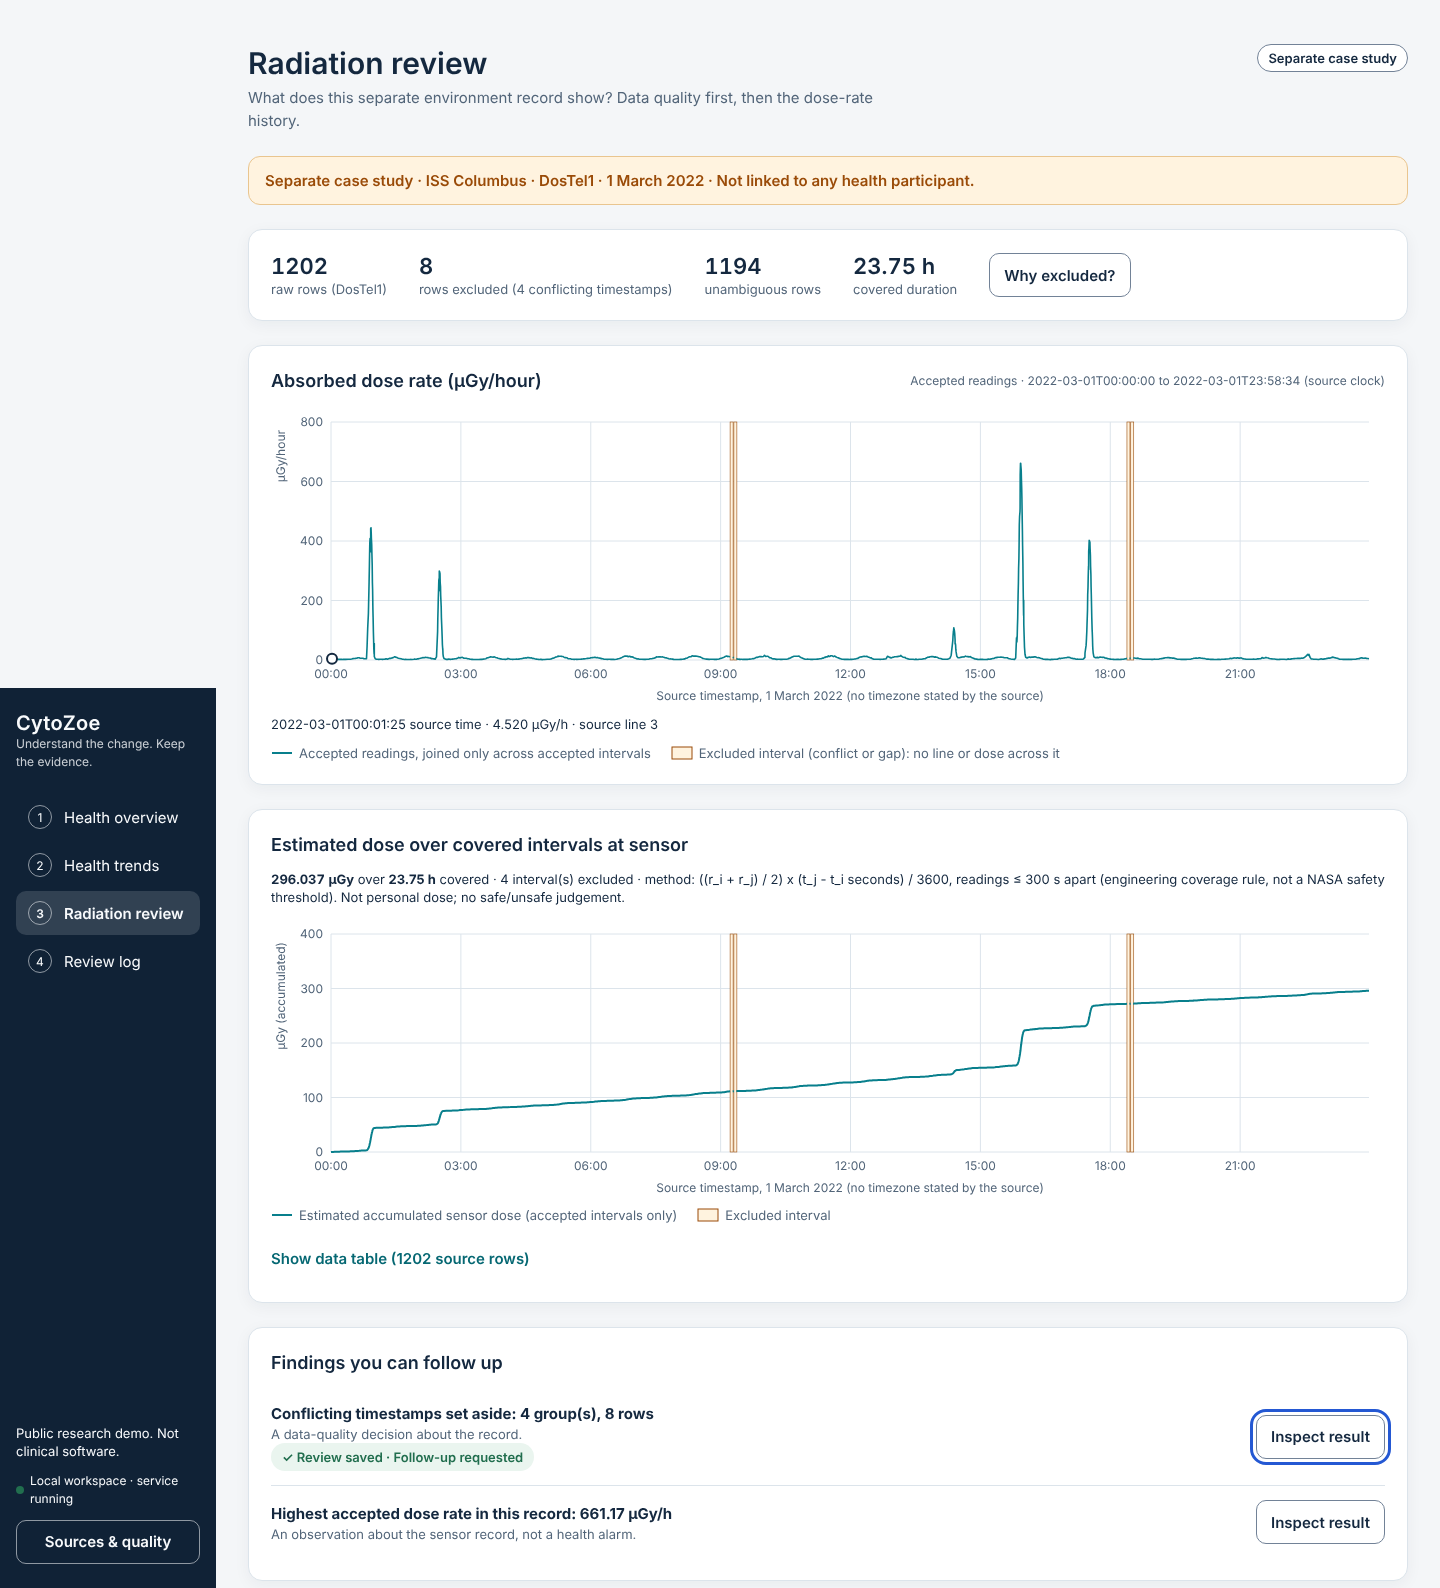 Radiation review
Separate case study
What does this separate environment record show? Data quality first, then the dose-rate
history.
Separate case study · ISS Columbus · DosTel1 · 1 March 2022 · Not linked to any health participant.
1202
raw rows (DosTel1)
8
rows excluded (4 conflicting timestamps)
1194
unambiguous rows
23.75 h
covered duration
Why excluded?
Absorbed dose rate (µGy/hour)
Accepted readings · 2022-03-01T00:00:00 to 2022-03-01T23:58:34 (source clock)
µGy/hour
800
600
400
200
0
00:00 03:00 06:00 09:00 12:00 15:00 18:00 21:00
Source timestamp, 1 March 2022 (no timezone stated by the source)
2022-03-01T00:01:25 source time · 4.520 µGy/h · source line 3
Accepted readings, joined only across accepted intervals
Excluded interval (conflict or gap): no line or dose across it
Estimated dose over covered intervals at sensor
296.037 µGy over 23.75 h covered · 4 interval(s) excluded · method: ((r_i + r_j) / 2) x (t_j - t_i seconds) / 3600, readings ≤ 300 s apart (engineering coverage rule, not a NASA safety
threshold). Not personal dose; no safe/unsafe judgement.
µGy (accumulated)
400
300
200
100
0
00:00 03:00 06:00 09:00 12:00 15:00 18:00 21:00
Source timestamp, 1 March 2022 (no timezone stated by the source)
Estimated accumulated sensor dose (accepted intervals only)
Excluded interval
Show data table (1202 source rows)
Findings you can follow up
Conflicting timestamps set aside: 4 group(s), 8 rows
A data-quality decision about the record.
✓ Review saved · Follow-up requested
Inspect result
Highest accepted dose rate in this record: 661.17 µGy/h
An observation about the sensor record, not a health alarm.
Inspect result
CytoZoe
Understand the change. Keep
the evidence.
1 Health overview
2 Health trends
3 Radiation review
4 Review log
Public research demo. Not
clinical software.
Local workspace · service
running
Sources & quality